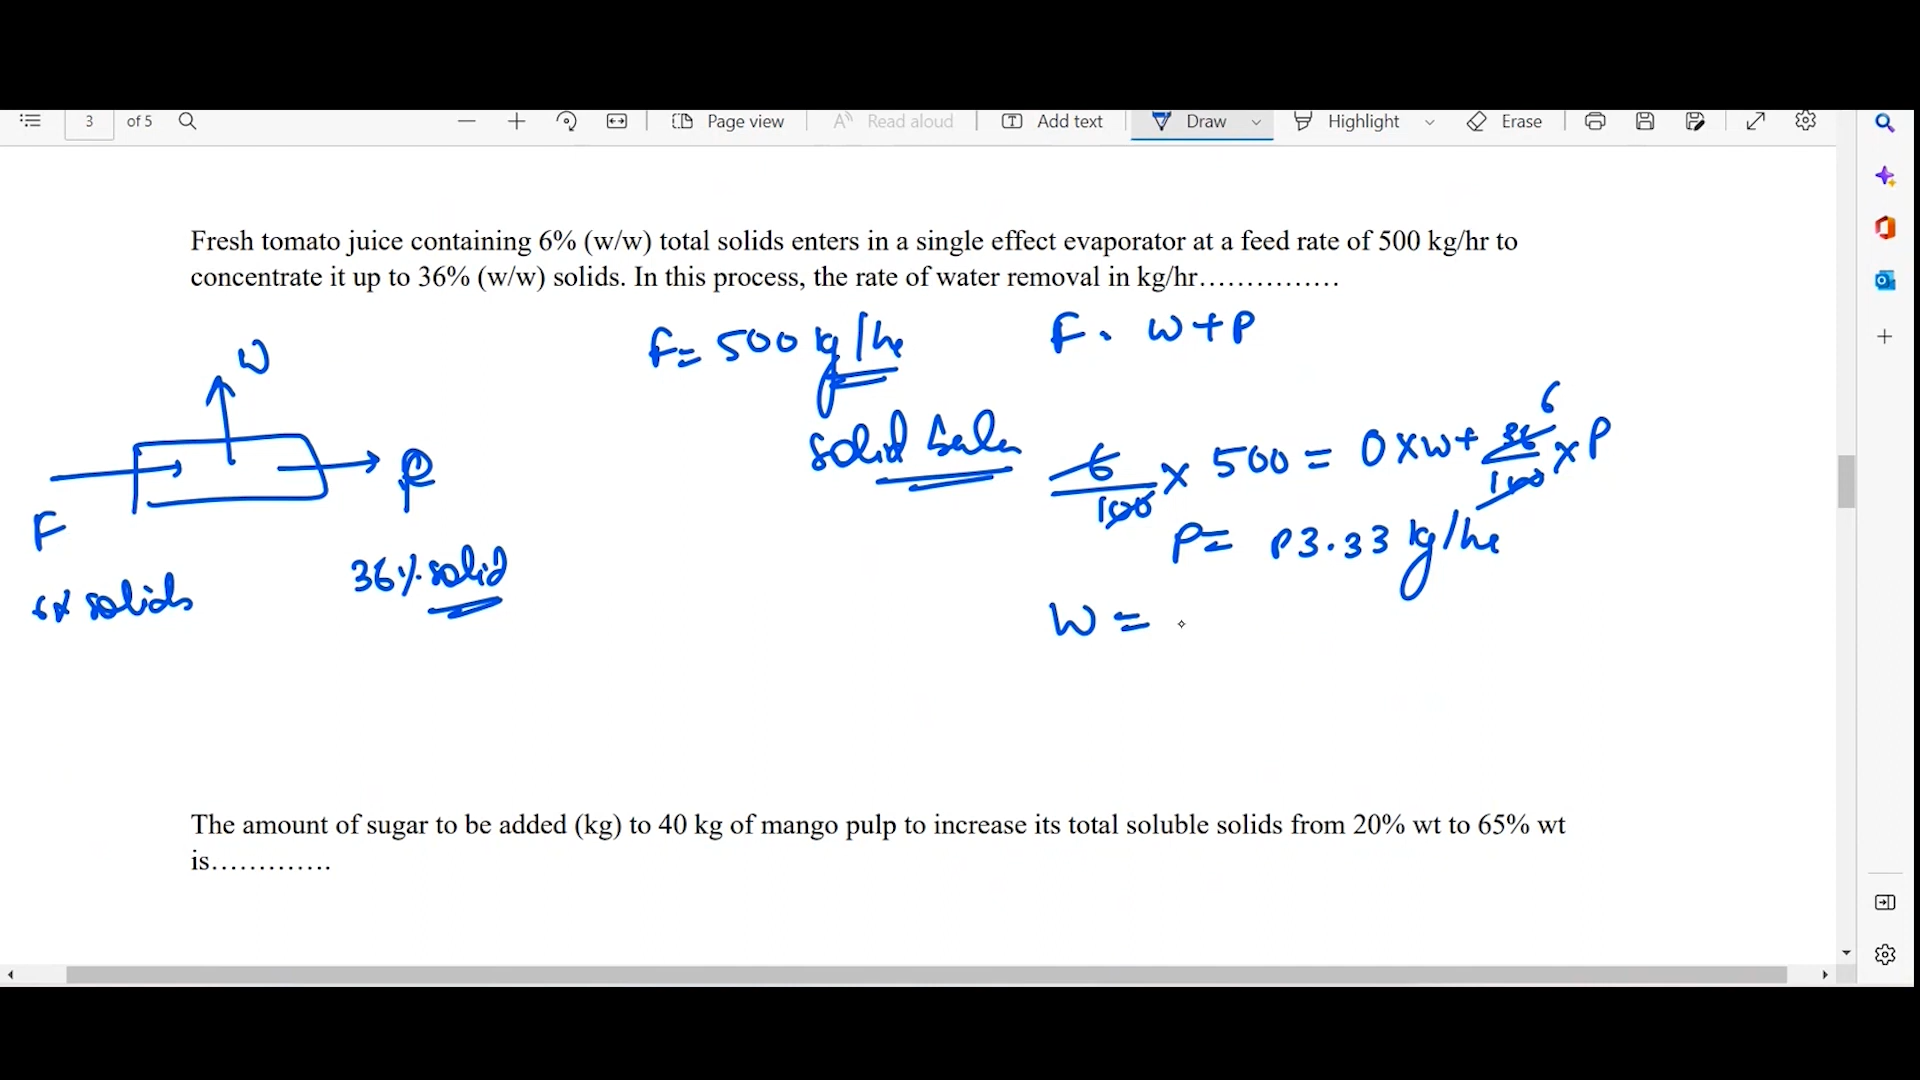 3 of 5 Page view Read aloud Add text Draw Highlight Erase
Fresh tomato juice containing 6% (w/w) total solids enters in a single effect evaporator at a feed rate of 500 kg/hr to
concentrate it up to 36% (w/w) solids. In this process, the rate of water removal in kg/hr……………
F= 500 kg/hr
F = W+P
W
F
P
6% solids
36% solid
solid balan
6/100 x 500 = 0xW+ 36/100 x P
6
P= 83.33 kg/hr
W =
The amount of sugar to be added (kg) to 40 kg of mango pulp to increase its total soluble solids from 20% wt to 65% wt
is………….